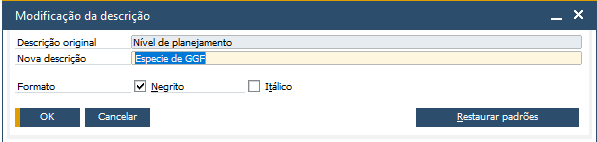 Modificação da descrição
Descrição original Nível de planejamento
Nova descrição Especie de GGF
Formato Negrito Itálico
OK Cancelar Restaurar padrões